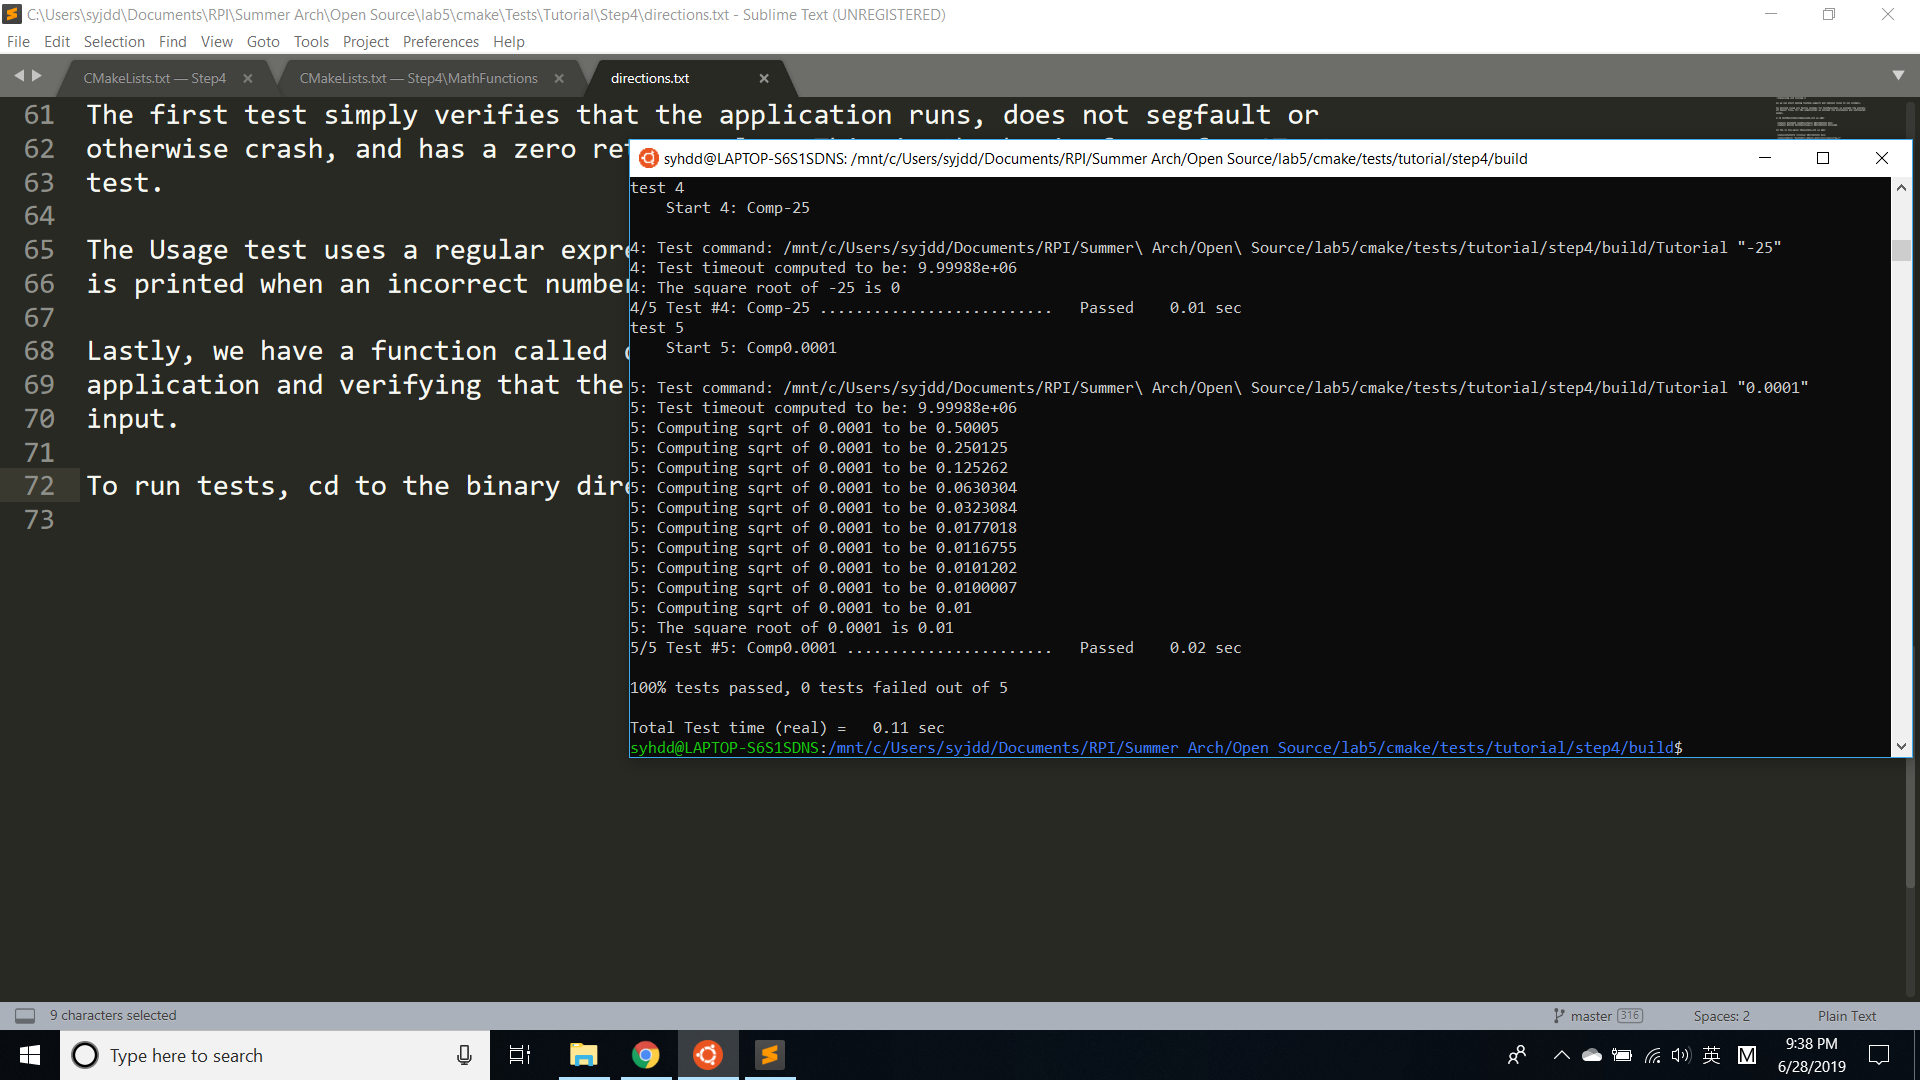 C:\Users\syjdd\Documents\RPI\Summer Arch\Open Source\lab5\cmake\Tests\Tutorial\Step4\directions.txt - Sublime Text (UNREGISTERED)
File Edit Selection Find View Goto Tools Project Preferences Help
CMakeLists.txt — Step4
CMakeLists.txt — Step4\MathFunctions
directions.txt
61 The first test simply verifies that the application runs, does not segfault or
62 otherwise crash, and has a zero
63 test.
64
65 The Usage test uses a regular
66 is printed when an incorrect
67
68 Lastly, we have a function called
69 application and verifying that the
70 input.
71
72 To run tests, cd to the binary
73
syhdd@LAPTOP-S6S1SDNS: /mnt/c/Users/syjdd/Documents/RPI/Summer Arch/Open Source/lab5/cmake/tests/tutorial/step4/build
test 4
    Start 4: Comp-25
4: Test command: /mnt/c/Users/syjdd/Documents/RPI/Summer\ Arch/Open\ Source/lab5/cmake/tests/tutorial/step4/build/Tutorial "-25"
4: Test timeout computed to be: 9.99988e+06
4: The square root of -25 is 0
4/5 Test #4: Comp-25 ..........................   Passed    0.01 sec
test 5
    Start 5: Comp0.0001
5: Test command: /mnt/c/Users/syjdd/Documents/RPI/Summer\ Arch/Open\ Source/lab5/cmake/tests/tutorial/step4/build/Tutorial "0.0001"
5: Test timeout computed to be: 9.99988e+06
5: Computing sqrt of 0.0001 to be 0.50005
5: Computing sqrt of 0.0001 to be 0.250125
5: Computing sqrt of 0.0001 to be 0.125262
5: Computing sqrt of 0.0001 to be 0.0630304
5: Computing sqrt of 0.0001 to be 0.0323084
5: Computing sqrt of 0.0001 to be 0.0177018
5: Computing sqrt of 0.0001 to be 0.0116755
5: Computing sqrt of 0.0001 to be 0.0101202
5: Computing sqrt of 0.0001 to be 0.0100007
5: Computing sqrt of 0.0001 to be 0.01
5: The square root of 0.0001 is 0.01
5/5 Test #5: Comp0.0001 .......................   Passed    0.02 sec
100% tests passed, 0 tests failed out of 5
Total Test time (real) =   0.11 sec
syhdd@LAPTOP-S6S1SDNS:/mnt/c/Users/syjdd/Documents/RPI/Summer Arch/Open Source/lab5/cmake/tests/tutorial/step4/build$
9 characters selected
master 316
Spaces: 2
Plain Text
Type here to search
英
M
9:38 PM
6/28/2019